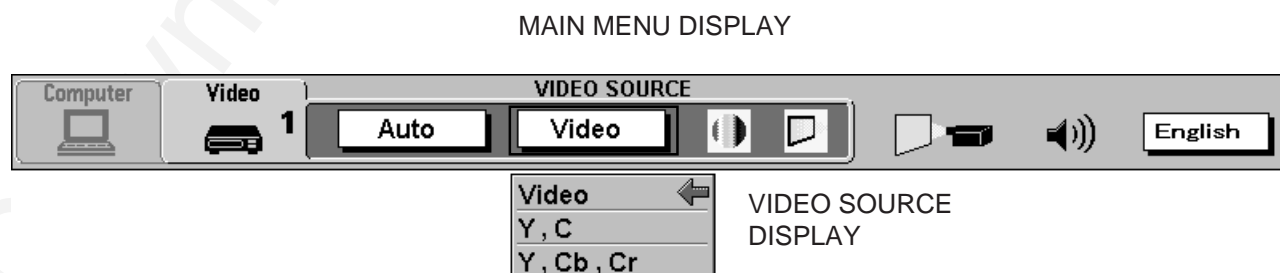 MAIN MENU DISPLAY
Computer Video VIDEO SOURCE
1 Auto Video English
Video
Y , C
Y , Cb , Cr
VIDEO SOURCE
DISPLAY